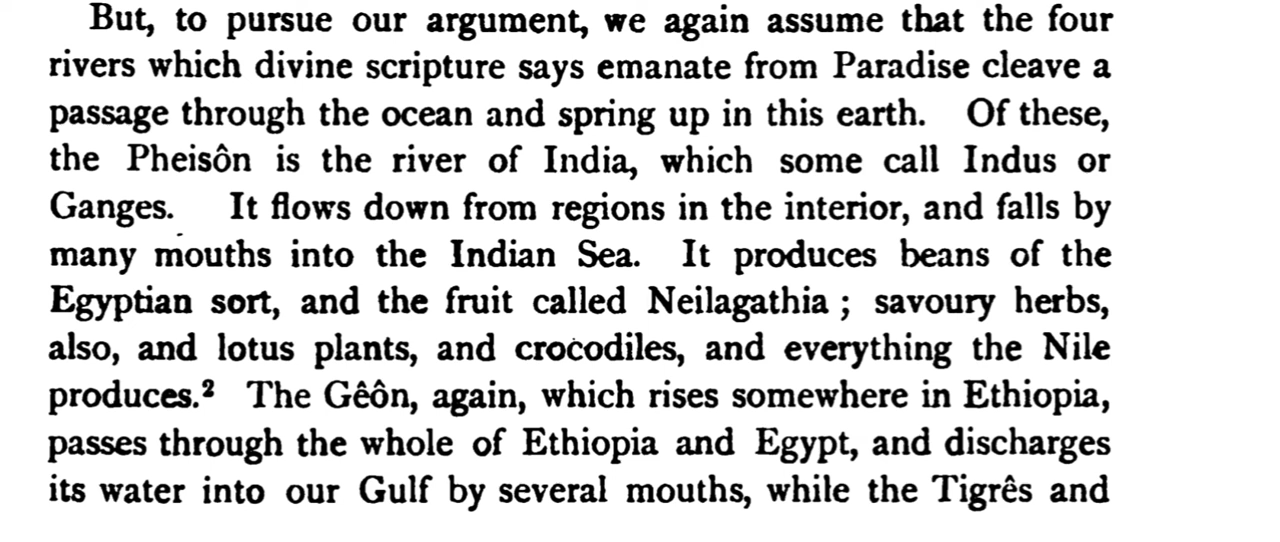 But, to pursue our argument, we again assume that the four
rivers which divine scripture says emanate from Paradise cleave a
passage through the ocean and spring up in this earth. Of these,
the Pheisôn is the river of India, which some call Indus or
Ganges. It flows down from regions in the interior, and falls by
many mouths into the Indian Sea. It produces beans of the
Egyptian sort, and the fruit called Neilagathia ; savoury herbs,
also, and lotus plants, and crocodiles, and everything the Nile
produces.² The Gêôn, again, which rises somewhere in Ethiopia,
passes through the whole of Ethiopia and Egypt, and discharges
its water into our Gulf by several mouths, while the Tigrês and